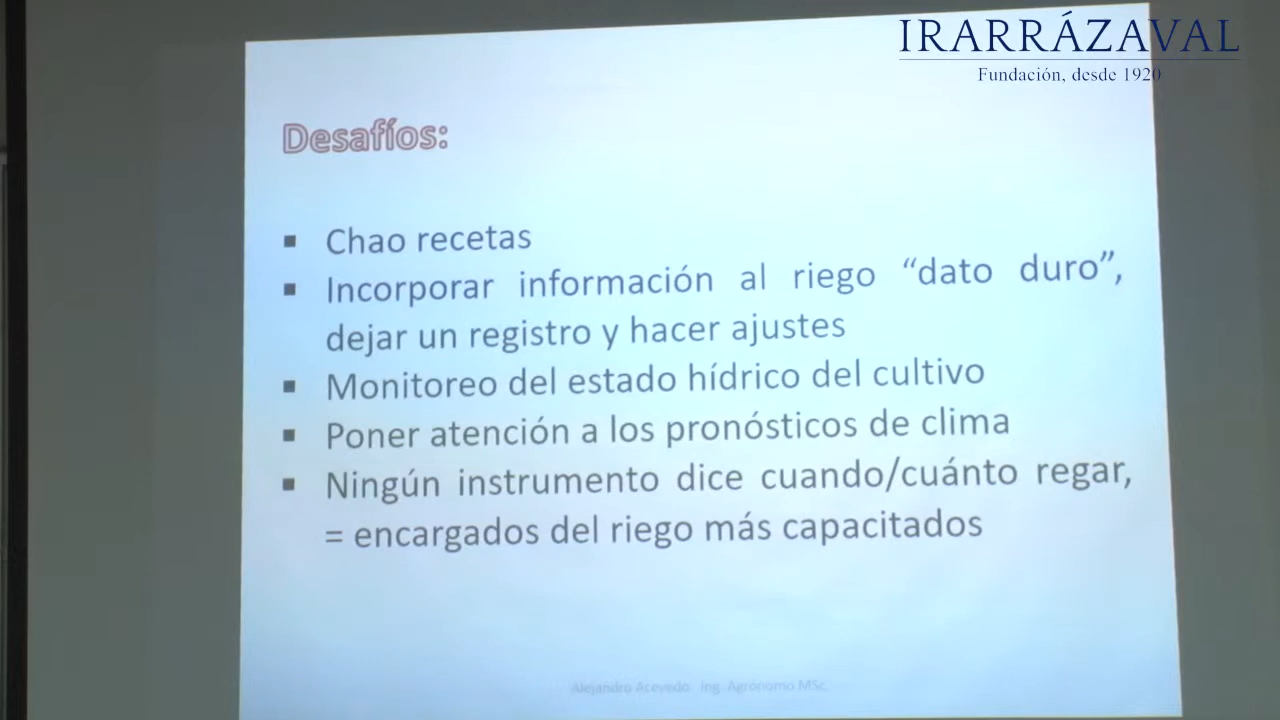 IRARRÁZAVAL
Fundación, desde 1920
Desafíos:
▪ Chao recetas
▪ Incorporar información al riego “dato duro”,
dejar un registro y hacer ajustes
▪ Monitoreo del estado hídrico del cultivo
▪ Poner atención a los pronósticos de clima
▪ Ningún instrumento dice cuando/cuánto regar,
= encargados del riego más capacitados
Alejandro Acevedo. Ing. Agrónomo MSc.